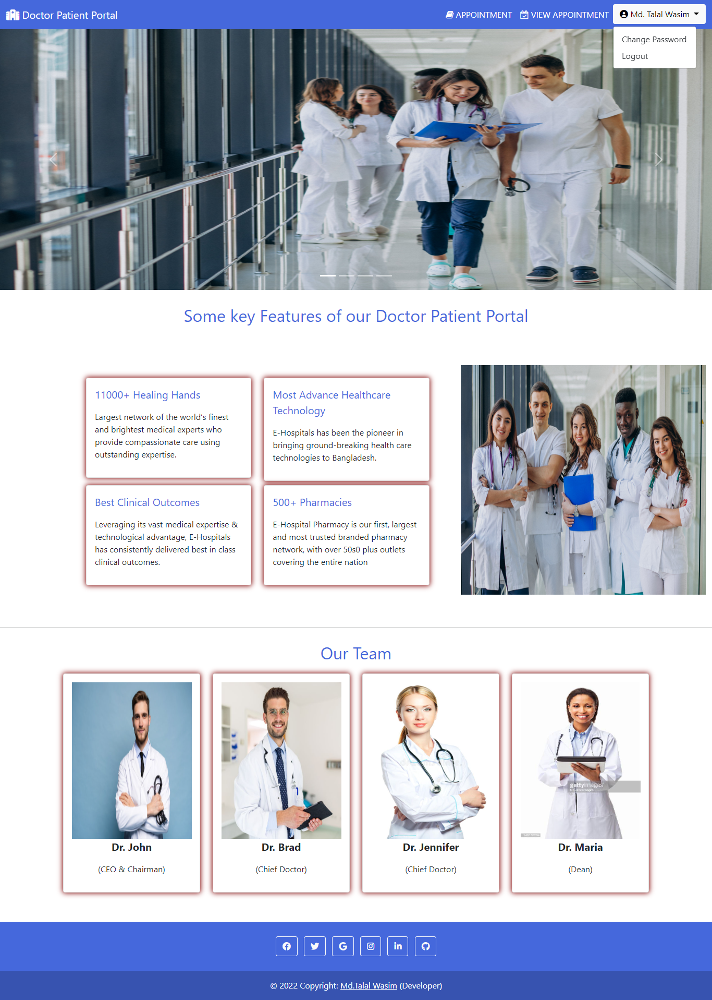 Doctor Patient Portal
APPOINTMENT
VIEW APPOINTMENT
Md. Talal Wasim
Change Password
Logout
Some key Features of our Doctor Patient Portal
11000+ Healing Hands
Largest network of the world's finest
and brightest medical experts who
provide compassionate care using
outstanding expertise.
Most Advance Healthcare
Technology
E-Hospitals has been the pioneer in
bringing ground-breaking health care
technologies to Bangladesh.
Best Clinical Outcomes
Leveraging its vast medical expertise &
technological advantage, E-Hospitals
has consistently delivered best in class
clinical outcomes.
500+ Pharmacies
E-Hospital Pharmacy is our first, largest
and most trusted branded pharmacy
network, with over 50s0 plus outlets
covering the entire nation
Our Team
Dr. John
(CEO & Chairman)
Dr. Brad
(Chief Doctor)
Dr. Jennifer
(Chief Doctor)
gettyimages
Dr. Maria
(Dean)
© 2022 Copyright: Md.Talal Wasim (Developer)